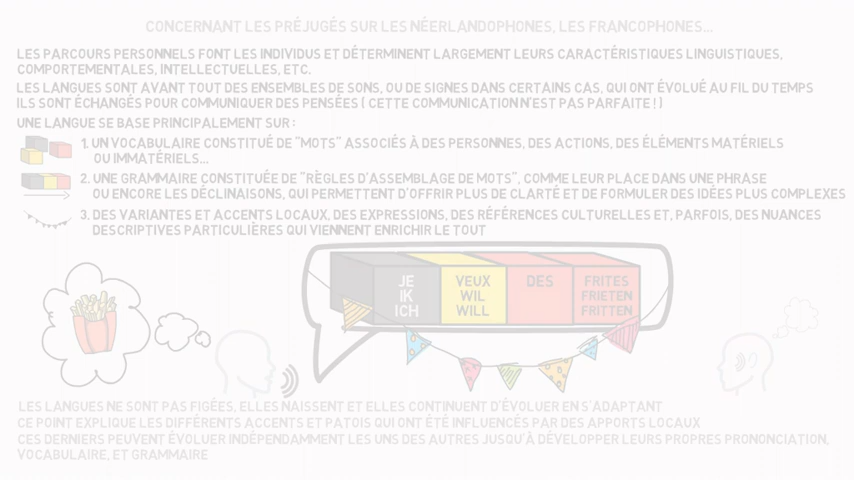 CONCERNANT LES PRÉJUGÉS SUR LES NÉERLANDOPHONES, LES FRANCOPHONES...
LES PARCOURS PERSONNELS FONT LES INDIVIDUS ET DÉTERMINENT LARGEMENT LEURS CARACTÉRISTIQUES LINGUISTIQUES,
COMPORTEMENTALES, INTELLECTUELLES, ETC.
LES LANGUES SONT AVANT TOUT DES ENSEMBLES DE SONS, OU DE SIGNES DANS CERTAINS CAS, QUI ONT ÉVOLUÉ AU FIL DU TEMPS
ILS SONT ÉCHANGÉS POUR COMMUNIQUER DES PENSÉES ( CETTE COMMUNICATION N'EST PAS PARFAITE ! )
UNE LANGUE SE BASE PRINCIPALEMENT SUR :
1. UN VOCABULAIRE CONSTITUÉ DE "MOTS" ASSOCIÉS À DES PERSONNES, DES ACTIONS, DES ÉLÉMENTS MATÉRIELS
OU IMMATÉRIELS...
2. UNE GRAMMAIRE CONSTITUÉE DE "RÈGLES D'ASSEMBLAGE DE MOTS", COMME LEUR PLACE DANS UNE PHRASE
OU ENCORE LES DÉCLINAISONS, QUI PERMETTENT D'OFFRIR PLUS DE CLARTÉ ET DE FORMULER DES IDÉES PLUS COMPLEXES
3. DES VARIANTES ET ACCENTS LOCAUX, DES EXPRESSIONS, DES RÉFÉRENCES CULTURELLES ET, PARFOIS, DES NUANCES
DESCRIPTIVES PARTICULIÈRES QUI VIENNENT ENRICHIR LE TOUT
JE VEUX DES FRITES
IK WIL FRIETEN
ICH WILL FRITTEN
LES LANGUES NE SONT PAS FIGÉES, ELLES NAISSENT ET ELLES CONTINUENT D'ÉVOLUER EN S'ADAPTANT
CE POINT EXPLIQUE LES DIFFÉRENTS ACCENTS ET PATOIS QUI ONT ÉTÉ INFLUENCÉS PAR DES APPORTS LOCAUX
CES DERNIERS PEUVENT ÉVOLUER INDÉPENDAMMENT LES UNS DES AUTRES JUSQU'À DÉVELOPPER LEURS PROPRES PRONONCIATION,
VOCABULAIRE, ET GRAMMAIRE